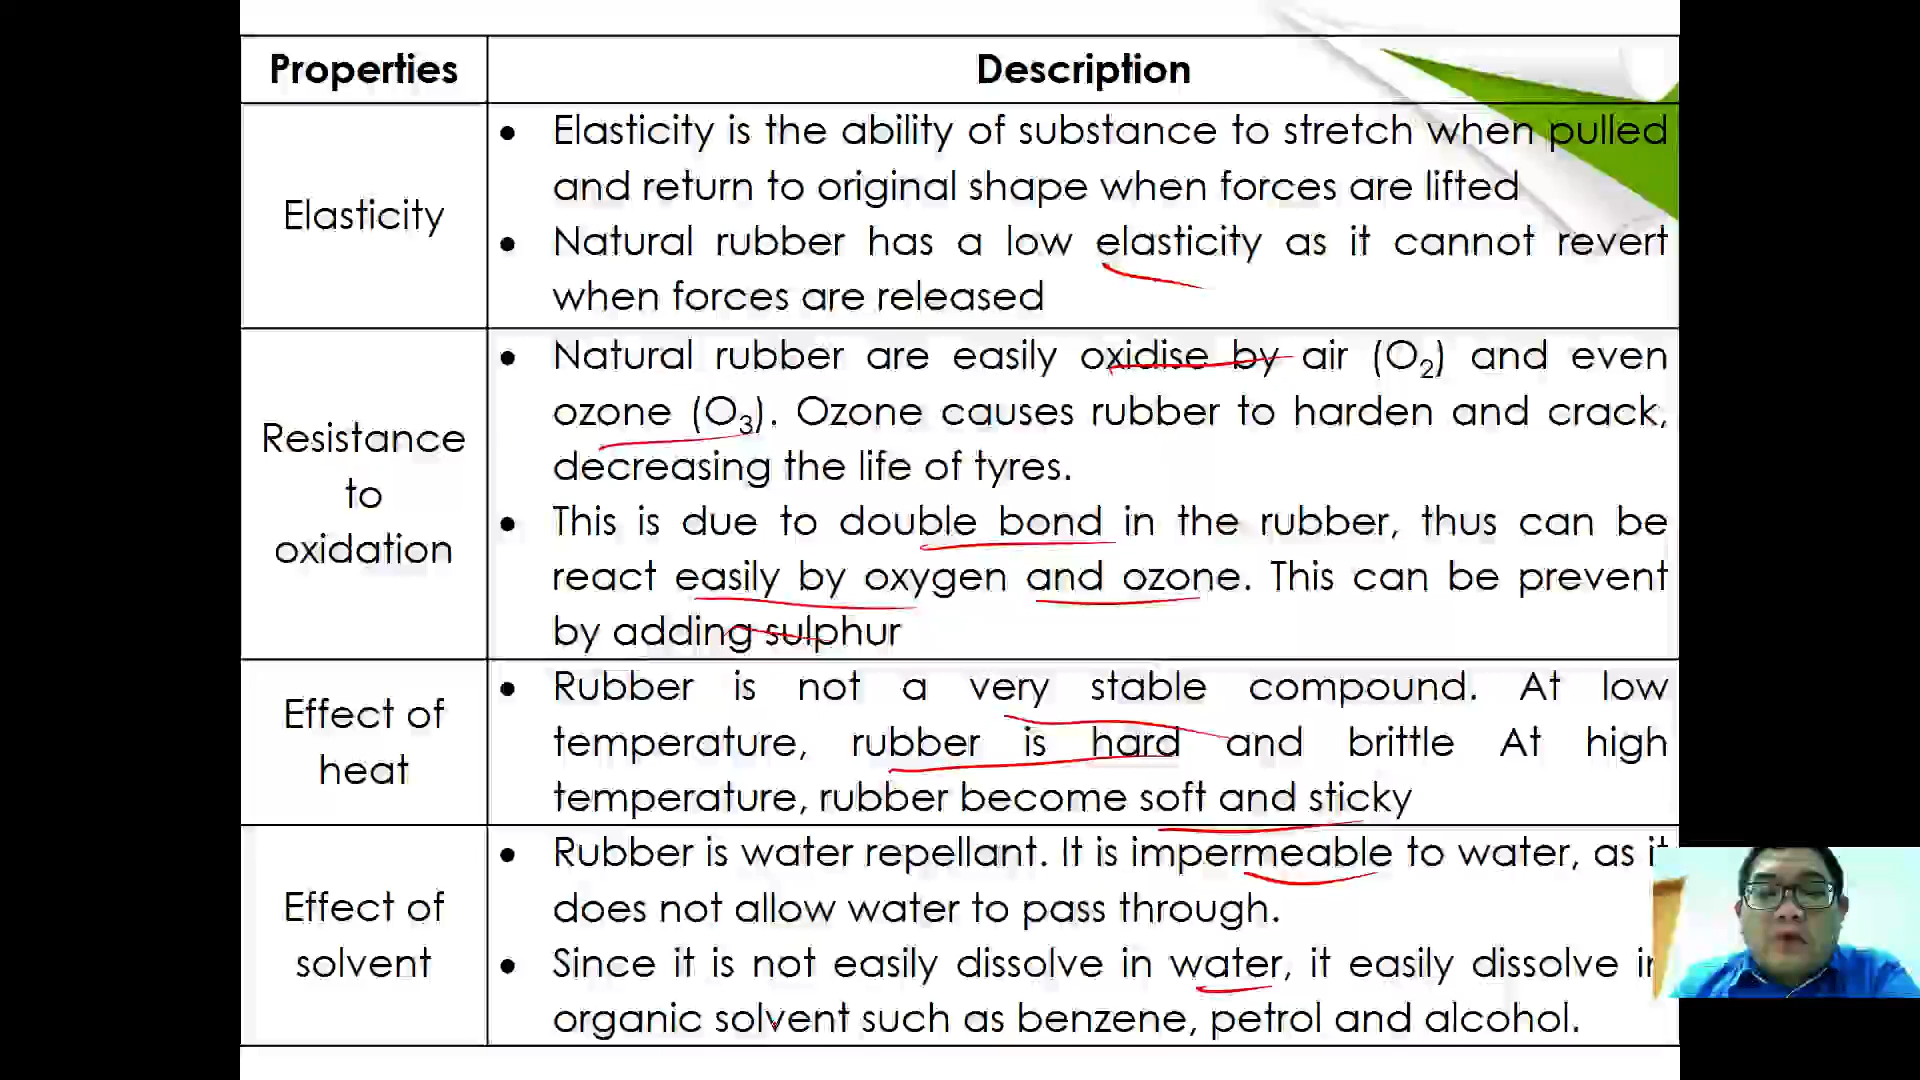 Properties
Description
Elasticity
• Elasticity is the ability of substance to stretch when pulled
and return to original shape when forces are lifted
• Natural rubber has a low elasticity as it cannot revert
when forces are released
Resistance
to
oxidation
• Natural rubber are easily oxidise by air (O₂) and even
ozone (O₃). Ozone causes rubber to harden and crack,
decreasing the life of tyres.
• This is due to double bond in the rubber, thus can be
react easily by oxygen and ozone. This can be prevent
by adding sulphur
Effect of
heat
• Rubber is not a very stable compound. At low
temperature, rubber is hard and brittle At high
temperature, rubber become soft and sticky
Effect of
solvent
• Rubber is water repellant. It is impermeable to water, as it
does not allow water to pass through.
• Since it is not easily dissolve in water, it easily dissolve in
organic solvent such as benzene, petrol and alcohol.